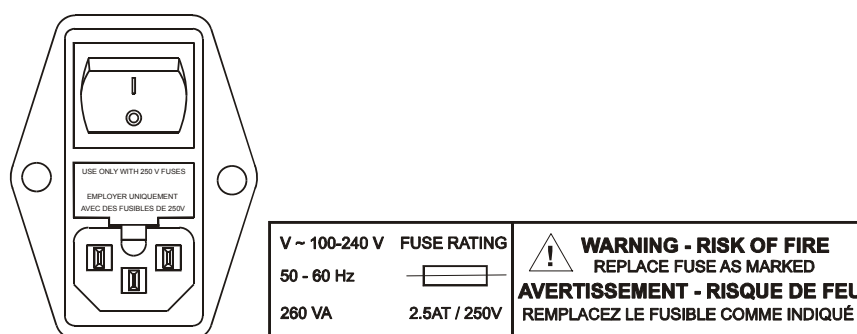 USE ONLY WITH 250 V FUSES
EMPLOYER UNIQUEMENT
AVEC DES FUSIBLES DE 250V
V ~ 100-240 V FUSE RATING
50 - 60 Hz
260 VA 2.5AT / 250V
WARNING - RISK OF FIRE
REPLACE FUSE AS MARKED
AVERTISSEMENT - RISQUE DE FEU
REMPLACEZ LE FUSIBLE COMME INDIQUÉ